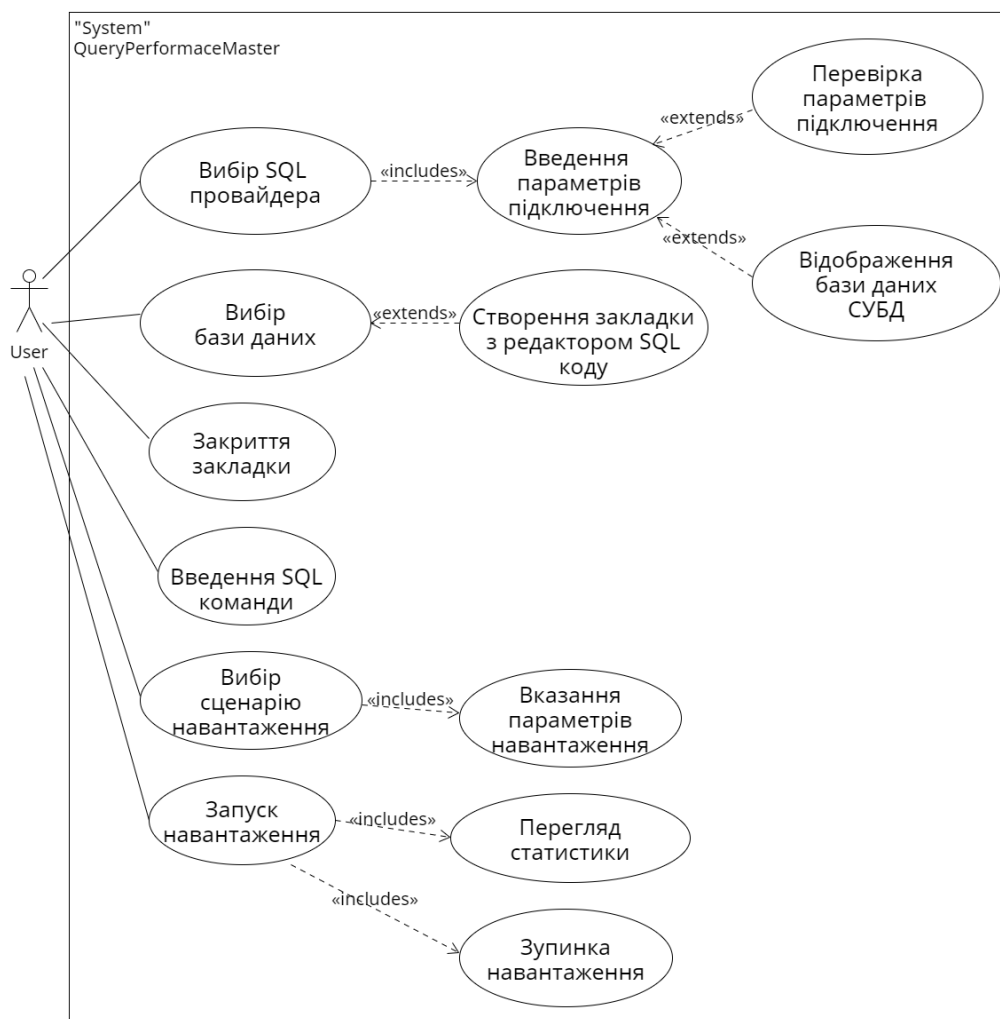 "System"
QueryPerformaceMaster
Перевірка
параметрів
підключення
«extends»
Вибір SQL
провайдера
«includes»
Введення
параметрів
підключення
«extends»
Відображення
бази даних
СУБД
User
Вибір
бази даних
«extends»
Створення закладки
з редактором SQL
коду
Закриття
закладки
Введення SQL
команди
Вибір
сценарію
навантаження
«includes»
Вказання
параметрів
навантаження
Запуск
навантаження
«includes»
Перегляд
статистики
«includes»
Зупинка
навантаження